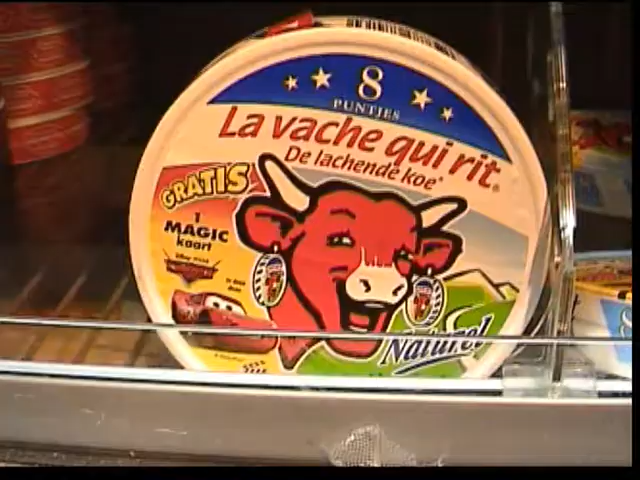 8
PUNTJES
La vache qui rit®
De lachende koe*
GRATIS
1
MAGIC
kaart
Naturel